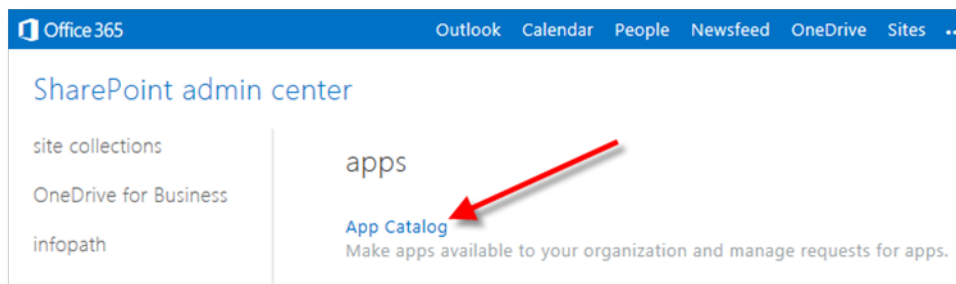 Office 365 Outlook Calendar People Newsfeed OneDrive Sites ..
SharePoint admin center
site collections
OneDrive for Business
infopath
apps
App Catalog
Make apps available to your organization and manage requests for apps.